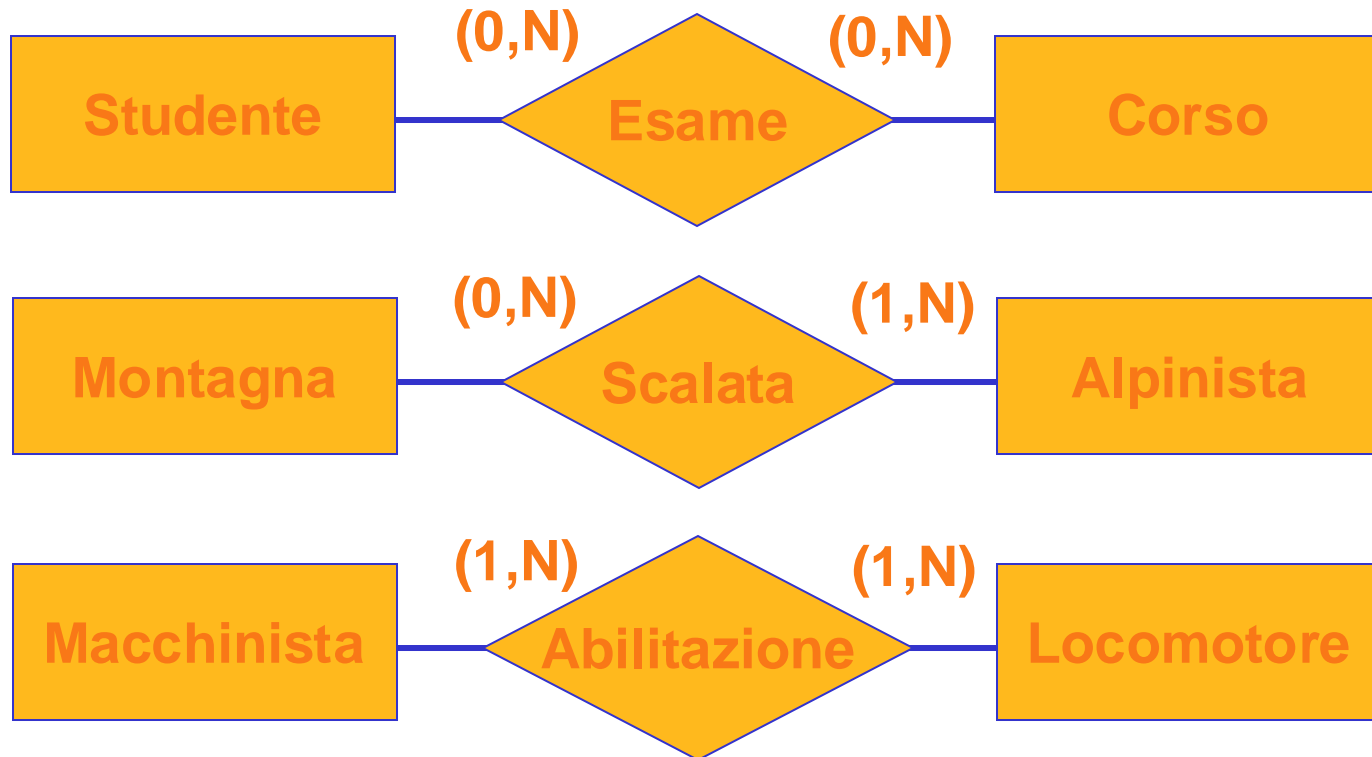 (0,N) (0,N)
Studente Esame Corso
(0,N) (1,N)
Montagna Scalata Alpinista
(1,N) (1,N)
Macchinista Abilitazione Locomotore